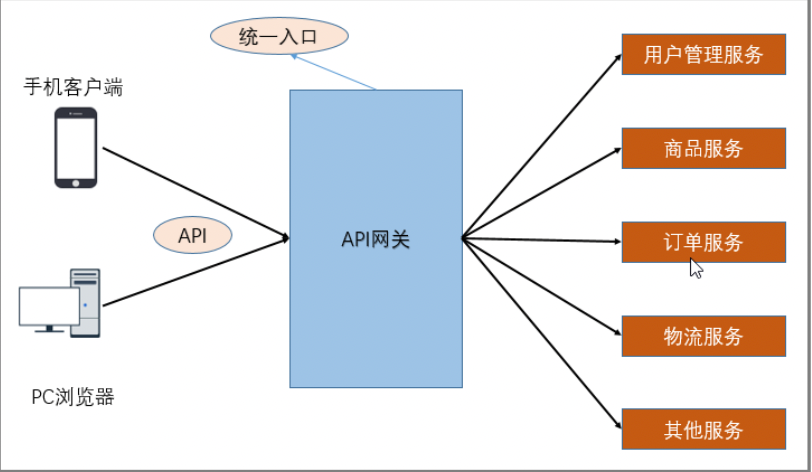 统一入口
手机客户端
API
PC浏览器
API网关
用户管理服务
商品服务
订单服务
物流服务
其他服务